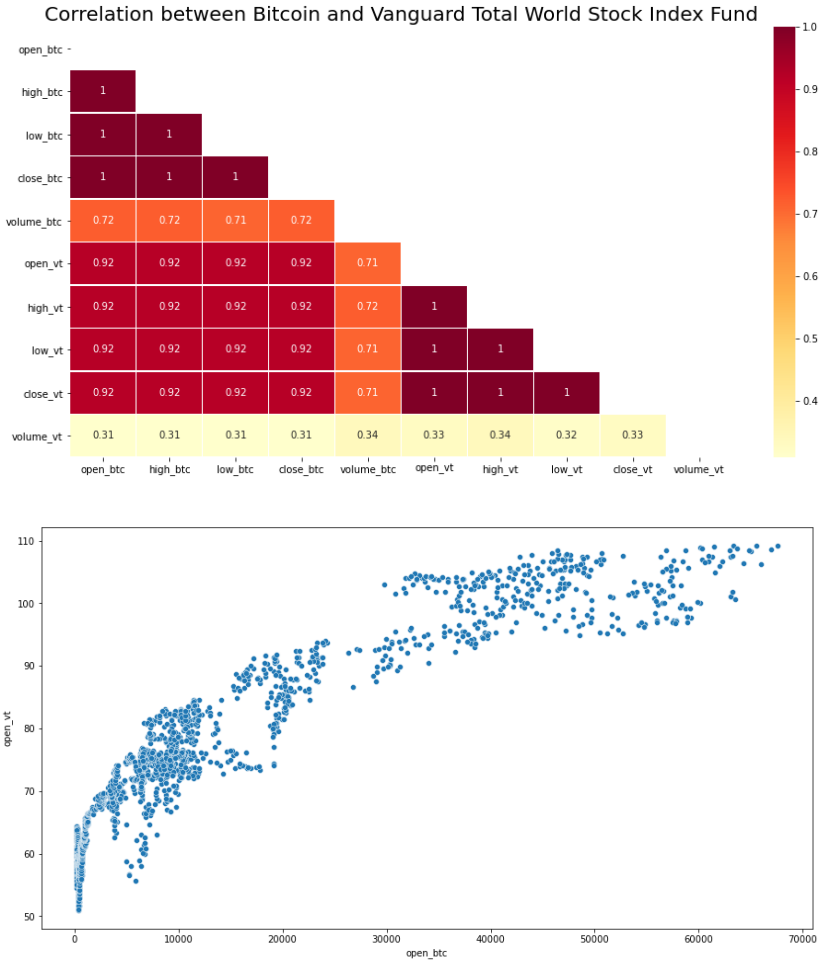 Correlation between Bitcoin and Vanguard Total World Stock Index Fund
open_btc
high_btc 1
low_btc 1 1
close_btc 1 1 1
volume_btc 0.72 0.72 0.71 0.72
open_vt 0.92 0.92 0.92 0.92 0.71
high_vt 0.92 0.92 0.92 0.92 0.72 1
low_vt 0.92 0.92 0.92 0.92 0.71 1 1
close_vt 0.92 0.92 0.92 0.92 0.71 1 1 1
volume_vt 0.31 0.31 0.31 0.31 0.34 0.33 0.34 0.32 0.33
open_btc high_btc low_btc close_btc volume_btc open_vt high_vt low_vt close_vt volume_vt
1.0
0.9
0.8
0.7
0.6
0.5
0.4
110
100
90
80
70
60
50
open_vt
0 10000 20000 30000 40000 50000 60000 70000
open_btc